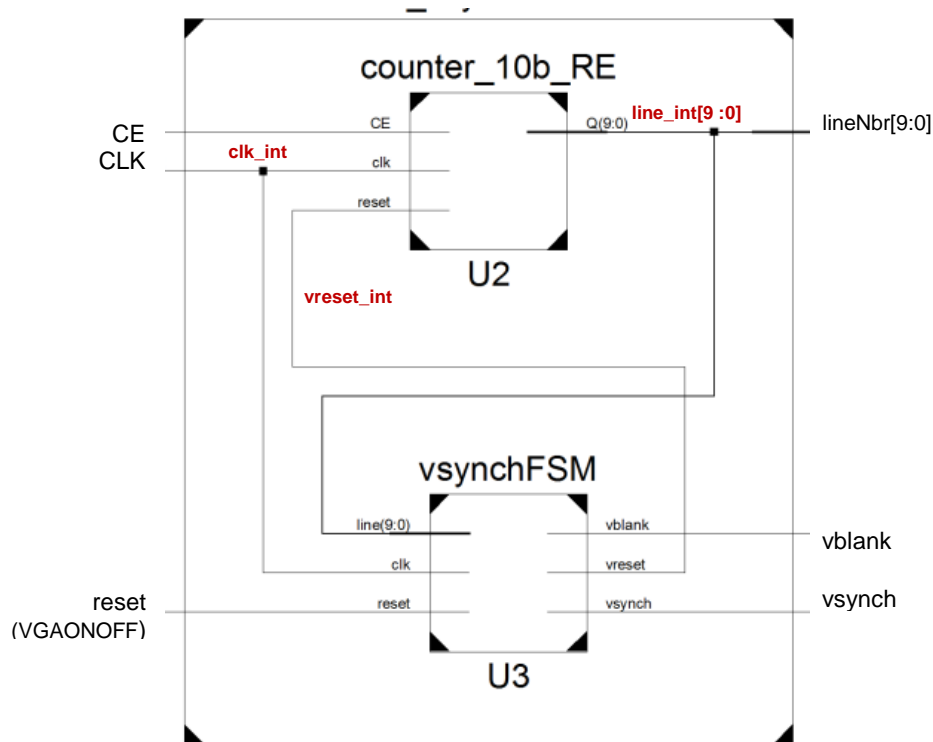 counter_10b_RE
CE
CE
Q(9:0)
line_int[9 :0]
lineNbr[9:0]
CLK
clk_int
clk
reset
U2
vreset_int
vsynchFSM
line(9:0)
vblank
vblank
clk
vreset
reset
(VGAONOFF)
reset
vsynch
vsynch
U3